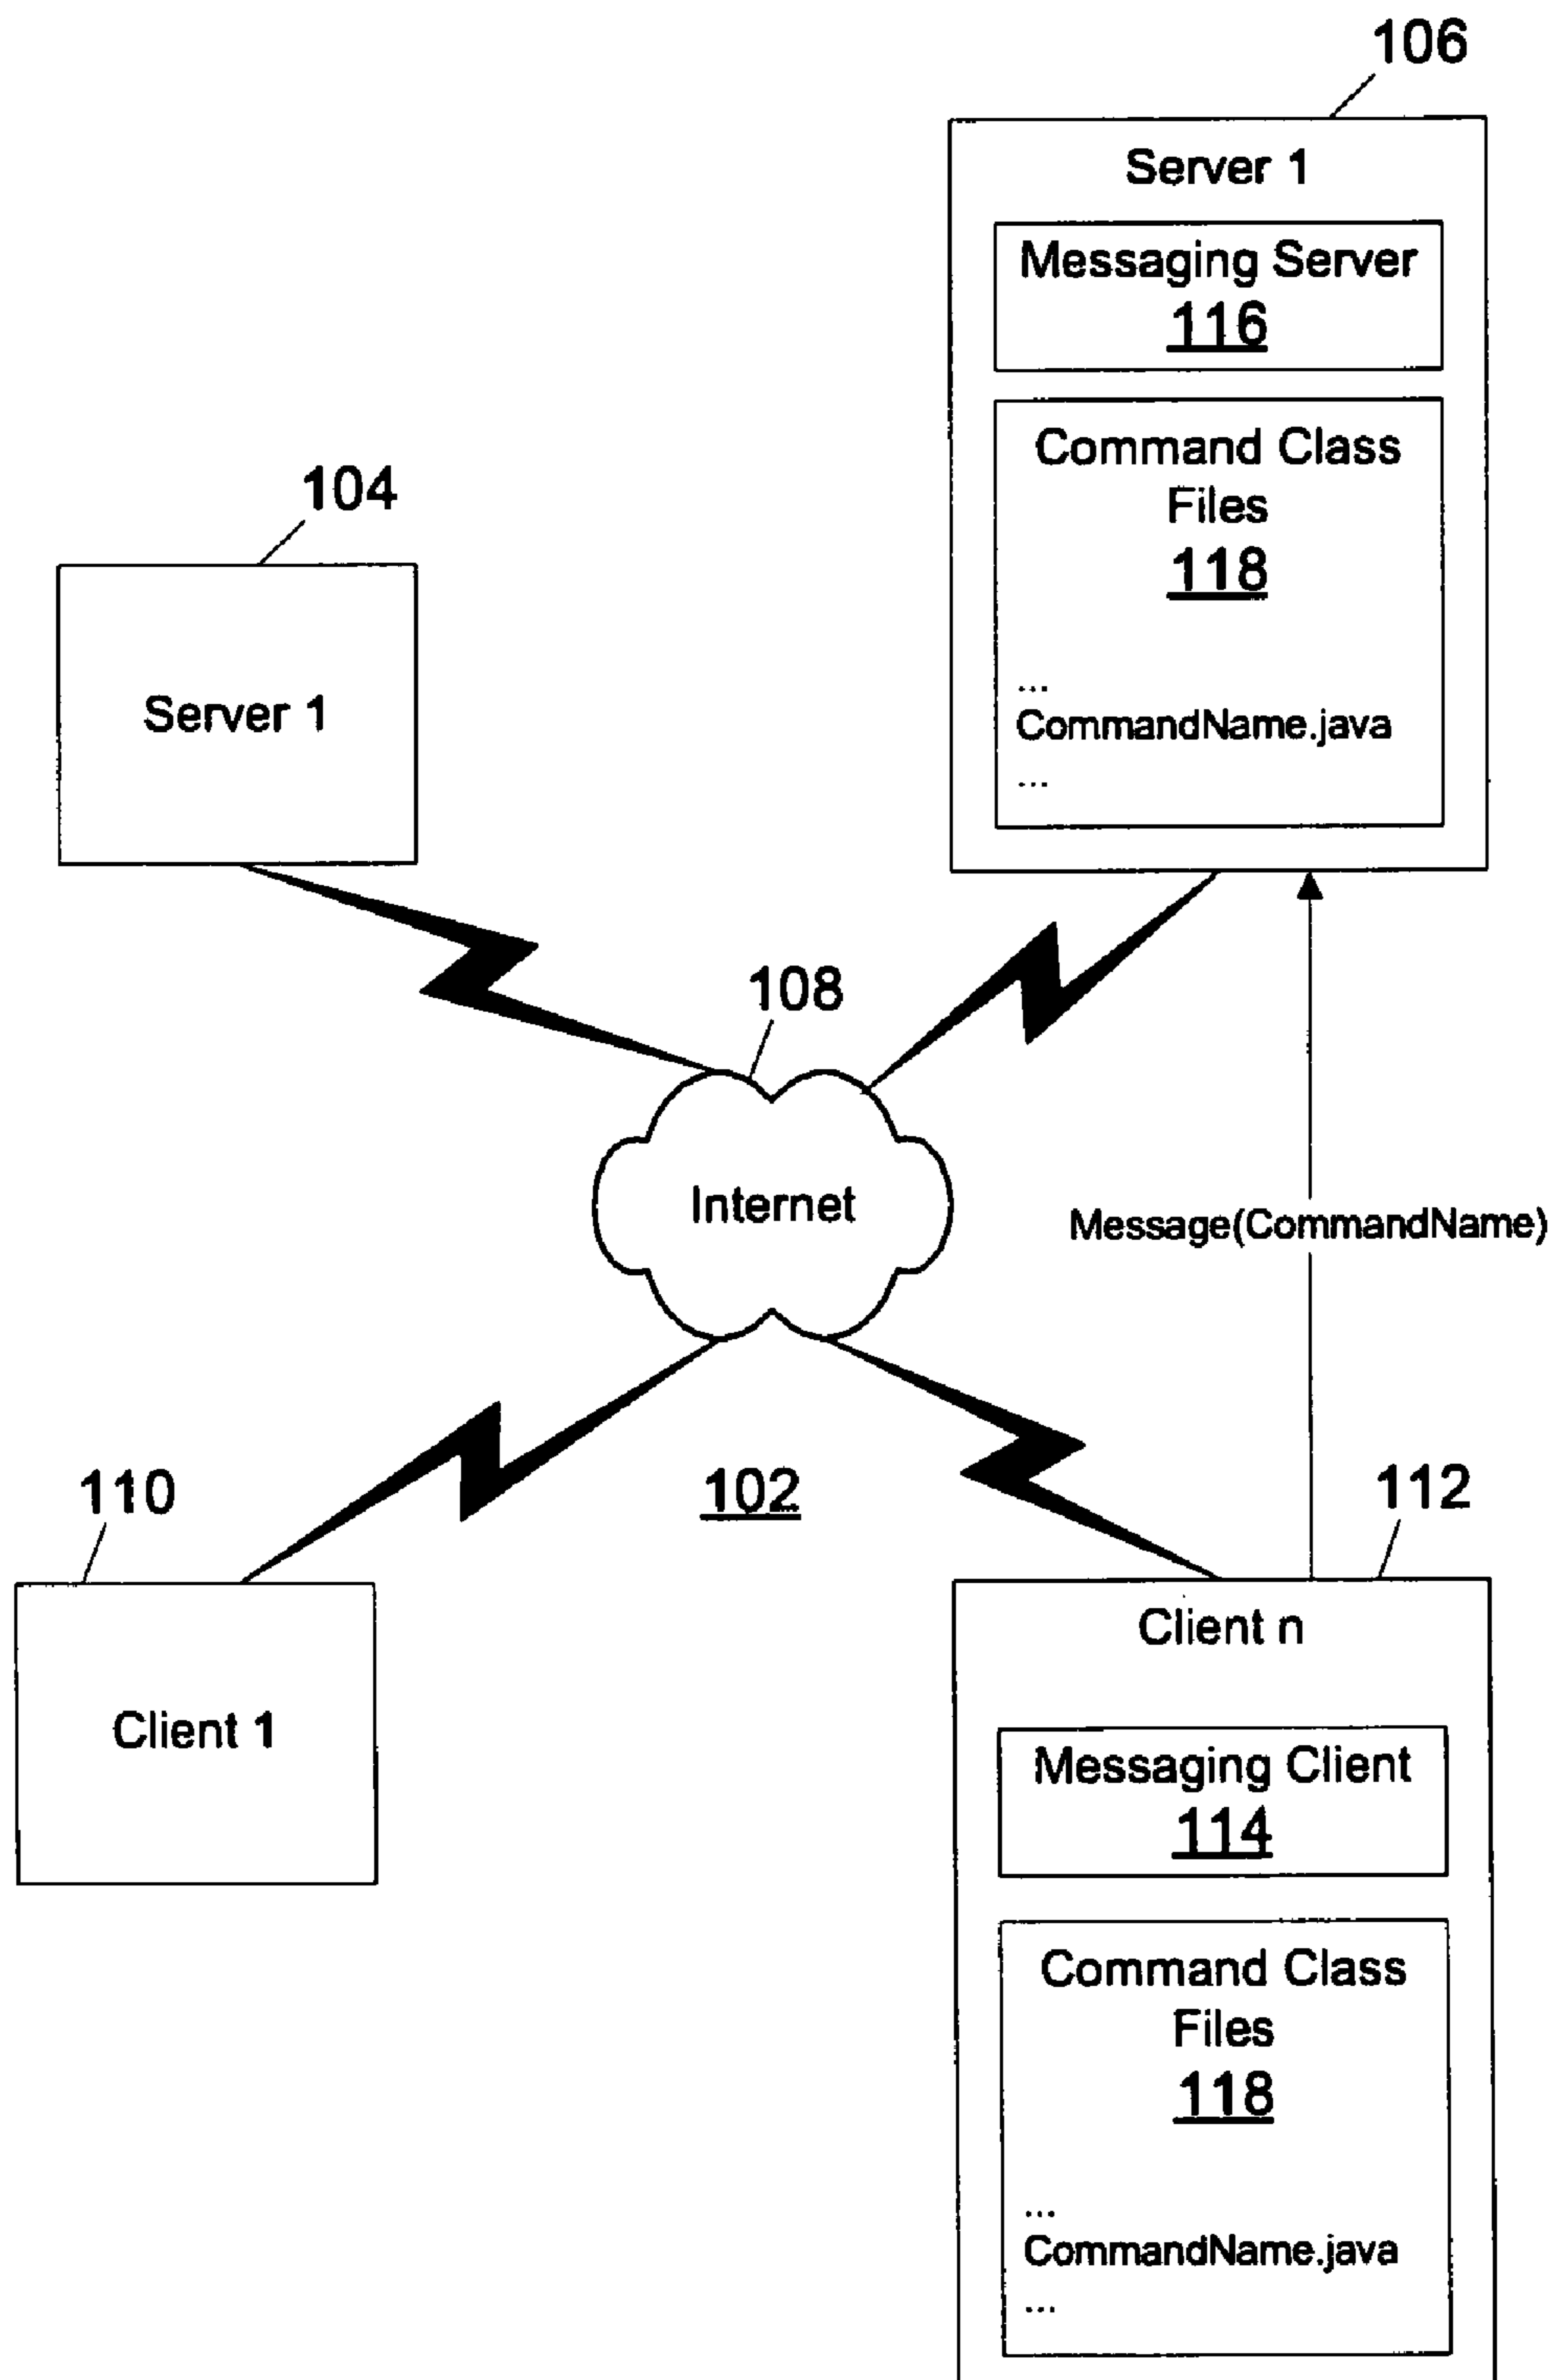 106
Server 1
Messaging Server
116
Command Class
Files
118
...
CommandName.java
...
104
Server 1
108
Internet
Message(CommandName)
110
102
112
Client 1
Client n
Messaging Client
114
Command Class
Files
118
...
CommandName.java
...